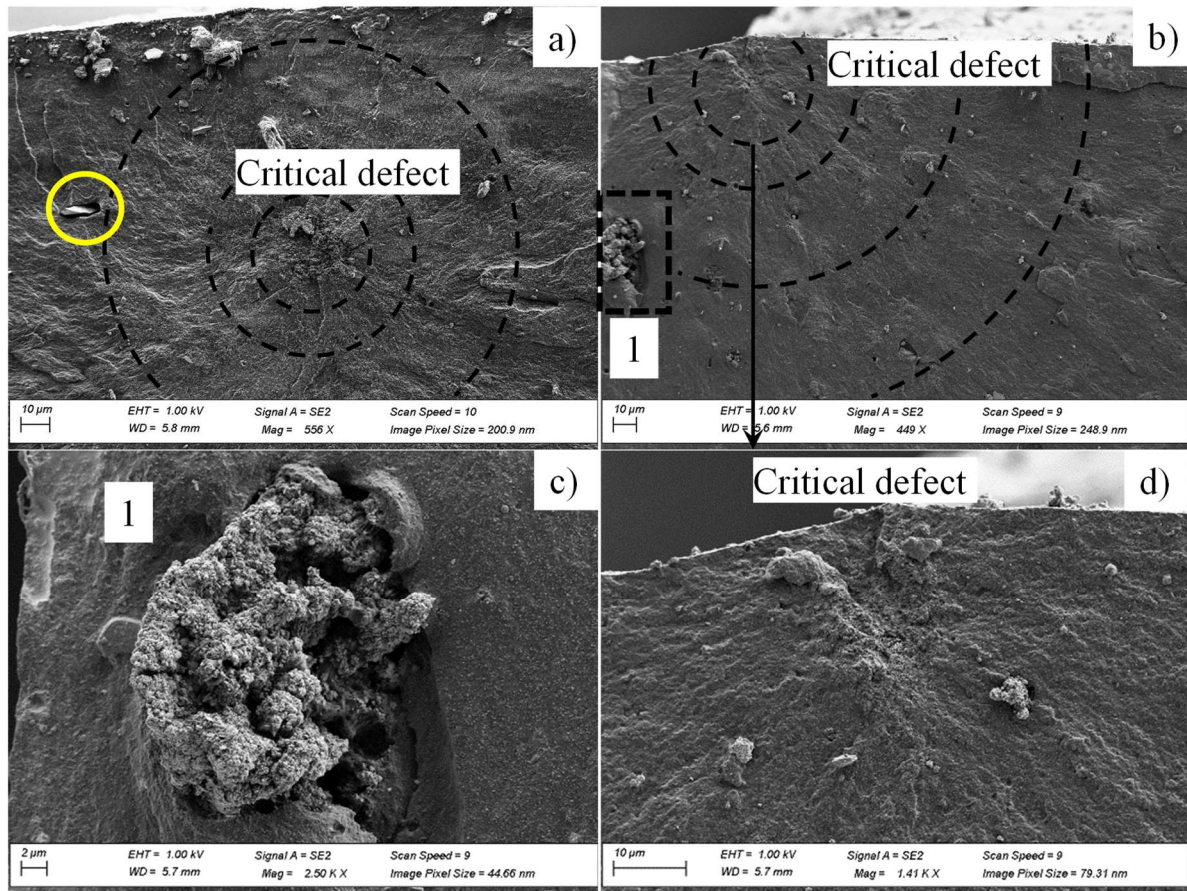 a)
Critical defect
10 µm
EHT = 1.00 kV
Signal A = SE2
Scan Speed = 10
WD = 5.8 mm
Mag = 556 X
Image Pixel Size = 200.9 nm
b)
Critical defect
1
10 µm
EHT = 1.00 kV
Signal A = SE2
Scan Speed = 9
WD = 5.6 mm
Mag = 449 X
Image Pixel Size = 248.9 nm
c)
1
2 µm
EHT = 1.00 kV
Signal A = SE2
Scan Speed = 9
WD = 5.7 mm
Mag = 2.50 K X
Image Pixel Size = 44.66 nm
d)
Critical defect
10 µm
EHT = 1.00 kV
Signal A = SE2
Scan Speed = 9
WD = 5.7 mm
Mag = 1.41 K X
Image Pixel Size = 79.31 nm